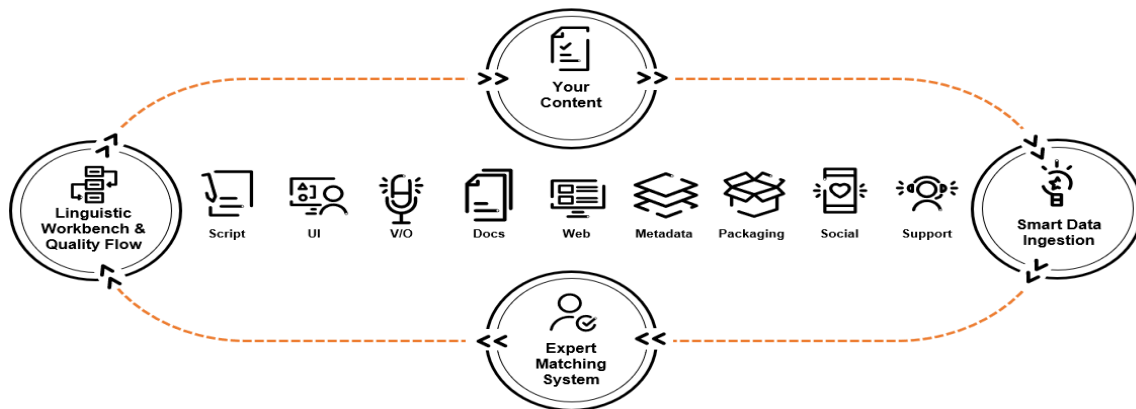 Your
Content
Linguistic
Workbench &
Quality Flow
Script
UI
V/O
Docs
Web
Metadata
Packaging
Social
Support
Smart Data
Ingestion
Expert
Matching
System